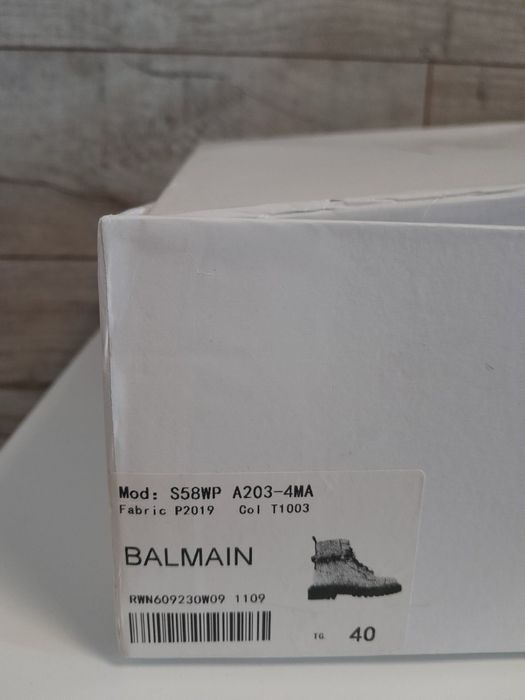 Mod: S58WP A203-4MA
Fabric P2019 Col T1003
BALMAIN
RWN609230W09 1109
TG. 40